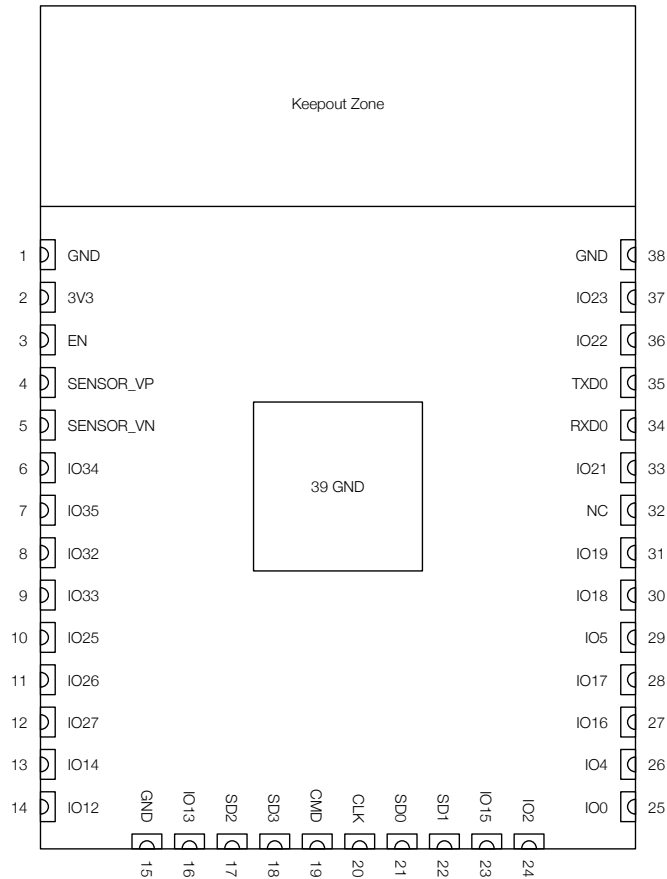 Keepout Zone
1 GND GND 38
2 3V3 IO23 37
3 EN IO22 36
4 SENSOR_VP TXD0 35
5 SENSOR_VN RXD0 34
6 IO34 IO21 33
39 GND
7 IO35 NC 32
8 IO32 IO19 31
9 IO33 IO18 30
10 IO25 IO5 29
11 IO26 IO17 28
12 IO27 IO16 27
13 IO14 IO4 26
14 IO12 IO0 25
GND IO13 SD2 SD3 CMD CLK SD0 SD1 IO15 IO2
15 16 17 18 19 20 21 22 23 24